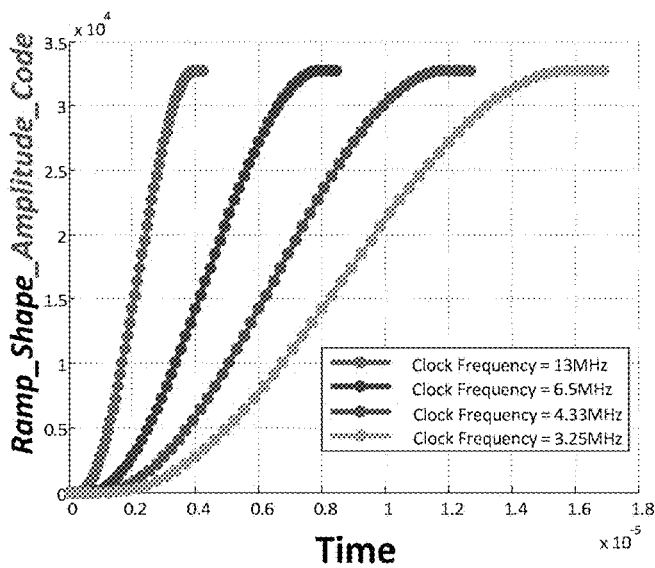 x 10⁴
3.5
3
2.5
2
1.5
1
0.5
0
Ramp_Shape_Amplitude_Code
Clock Frequency = 13MHz
Clock Frequency = 6.5MHz
Clock Frequency = 4.33MHz
Clock Frequency = 3.25MHz
0 0.2 0.4 0.6 0.8 1 1.2 1.4 1.6 1.8
x 10⁻⁵
Time